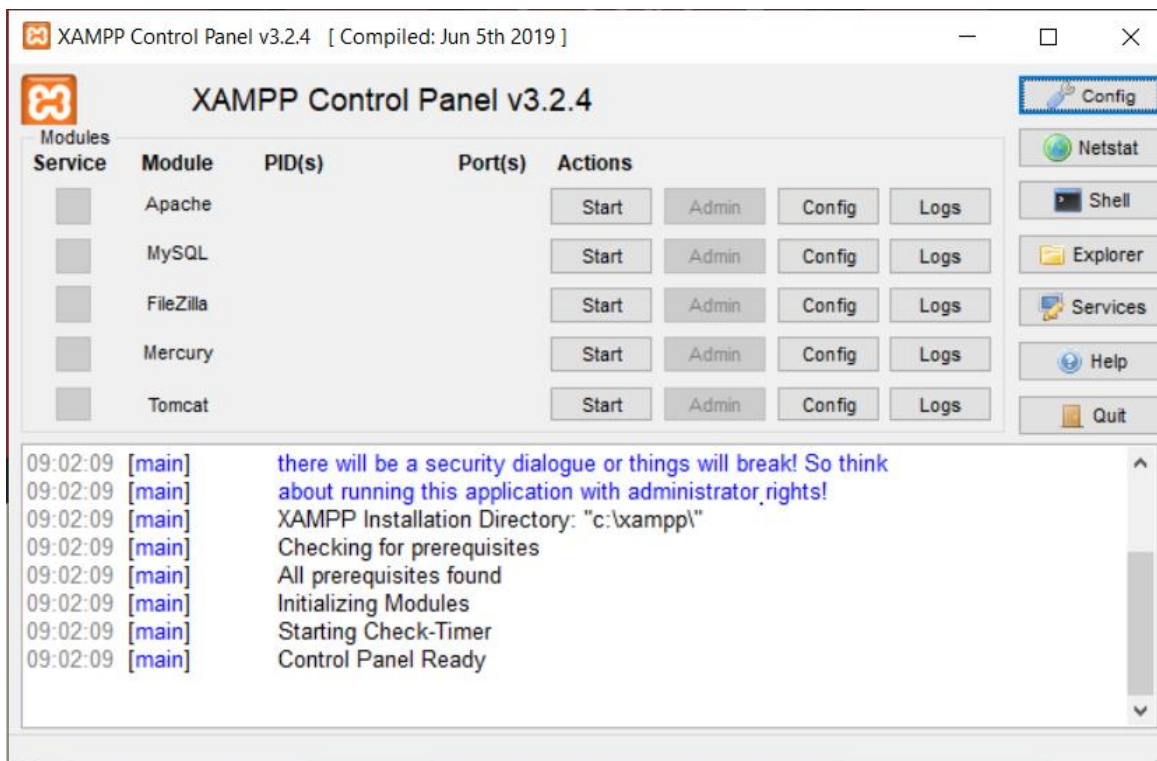 XAMPP Control Panel v3.2.4 [ Compiled: Jun 5th 2019 ]
XAMPP Control Panel v3.2.4
Config
Modules
Service Module PID(s) Port(s) Actions
Netstat
Apache Start Admin Config Logs
Shell
MySQL Start Admin Config Logs
Explorer
FileZilla Start Admin Config Logs
Services
Mercury Start Admin Config Logs
Help
Tomcat Start Admin Config Logs
Quit
09:02:09 [main] there will be a security dialogue or things will break! So think
09:02:09 [main] about running this application with administrator rights!
09:02:09 [main] XAMPP Installation Directory: "c:\xampp\"
09:02:09 [main] Checking for prerequisites
09:02:09 [main] All prerequisites found
09:02:09 [main] Initializing Modules
09:02:09 [main] Starting Check-Timer
09:02:09 [main] Control Panel Ready